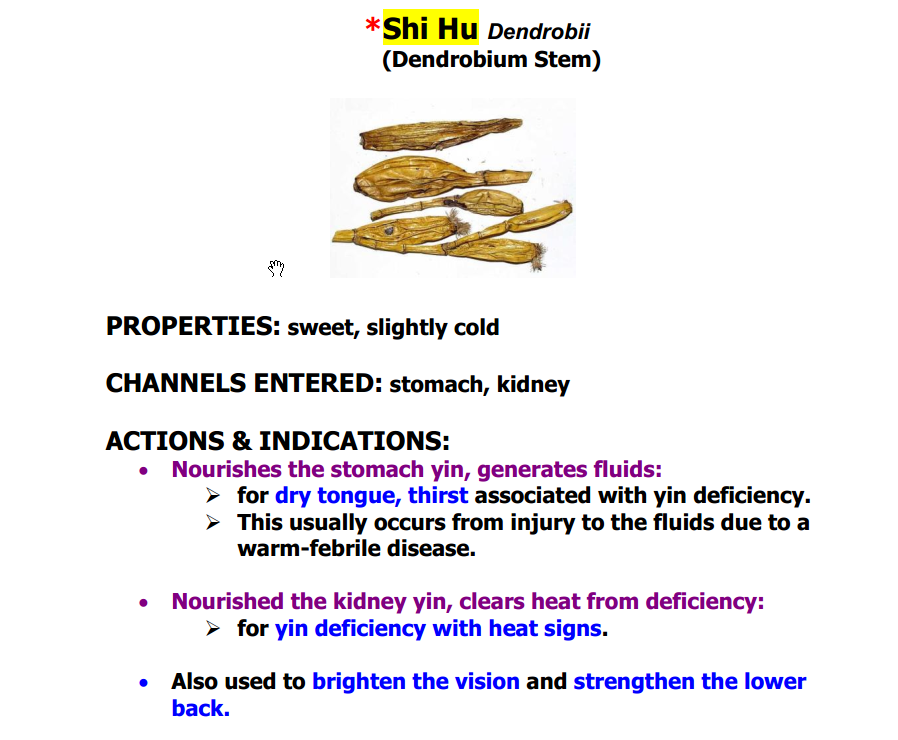 *Shi Hu Dendrobii
(Dendrobium Stem)
PROPERTIES: sweet, slightly cold
CHANNELS ENTERED: stomach, kidney
ACTIONS & INDICATIONS:
• Nourishes the stomach yin, generates fluids:
➢ for dry tongue, thirst associated with yin deficiency.
➢ This usually occurs from injury to the fluids due to a
warm-febrile disease.
• Nourished the kidney yin, clears heat from deficiency:
➢ for yin deficiency with heat signs.
• Also used to brighten the vision and strengthen the lower
back.